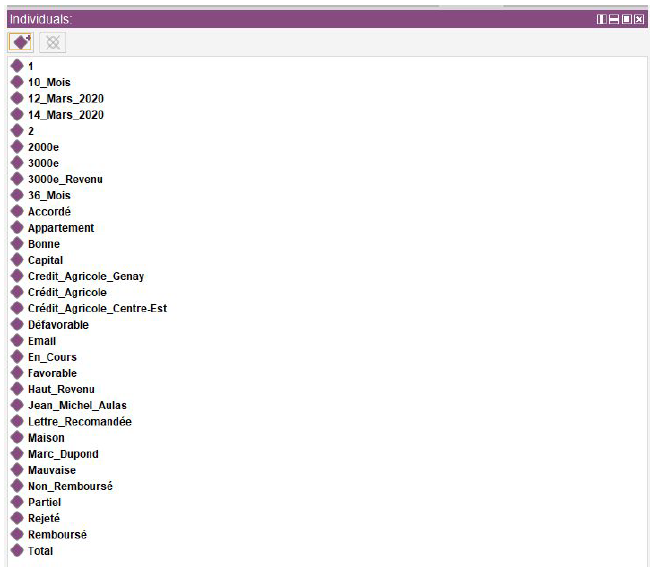 Individuals:
1
10_Mois
12_Mars_2020
14_Mars_2020
2
2000e
3000e
3000e_Revenu
36_Mois
Accordé
Appartement
Bonne
Capital
Credit_Agricole_Genay
Crédit_Agricole
Crédit_Agricole_Centre-Est
Défavorable
Email
En_Cours
Favorable
Haut_Revenu
Jean_Michel_Aulas
Lettre_Recomandée
Maison
Marc_Dupond
Mauvaise
Non_Remboursé
Partiel
Rejeté
Remboursé
Total